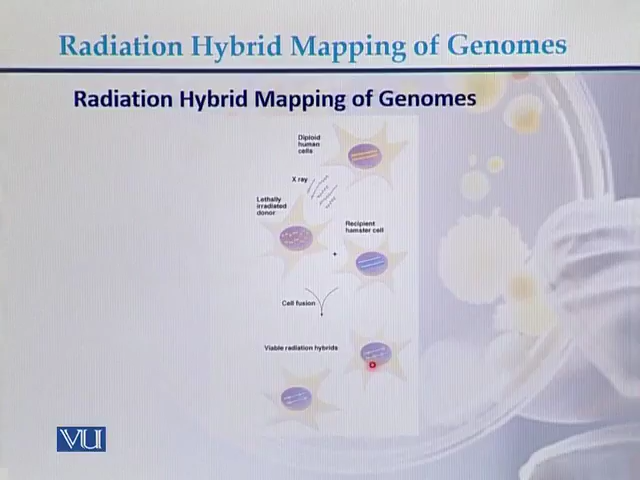 Radiation Hybrid Mapping of Genomes
Radiation Hybrid Mapping of Genomes
Diploid
human
cells
X ray
Lethally
irradiated
donor
Recipient
hamster cell
+
Cell fusion
Viable radiation hybrids
VU